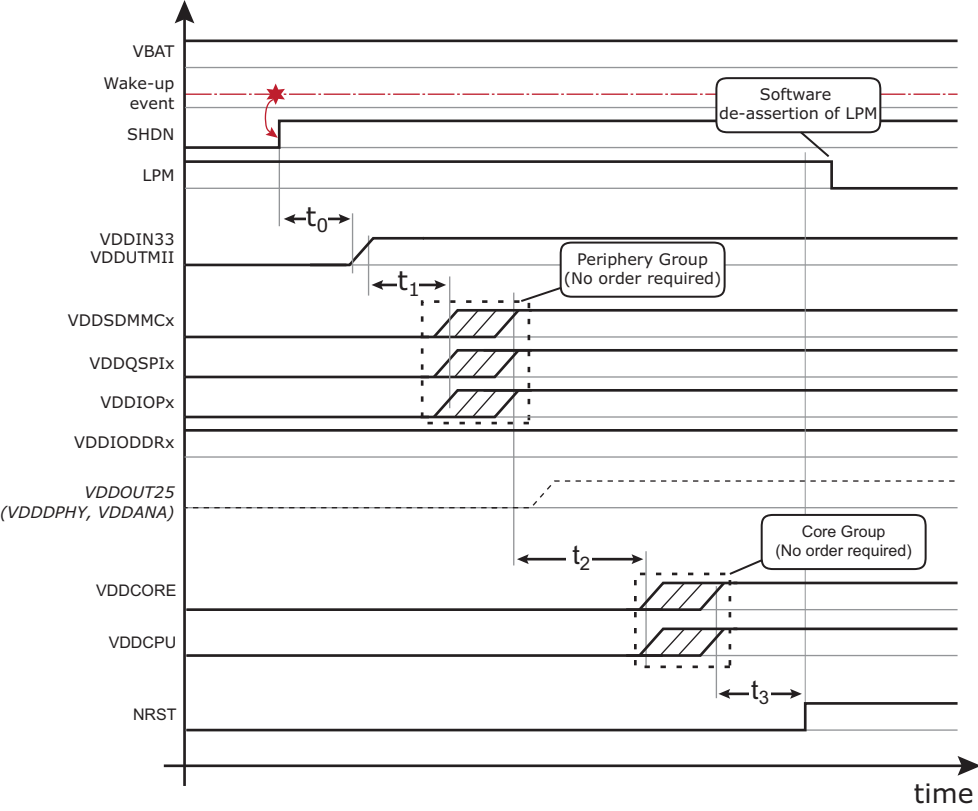 VBAT
Wake-up
event
Software
de-assertion of LPM
SHDN
LPM
t0
VDDIN33
VDDUTMII
Periphery Group
(No order required)
t1
VDDSDMMCx
VDDQSPIx
VDDIOPx
VDDIODDRx
VDDOUT25
(VDDDPHY, VDDANA)
Core Group
(No order required)
t2
VDDCORE
VDDCPU
t3
NRST
time